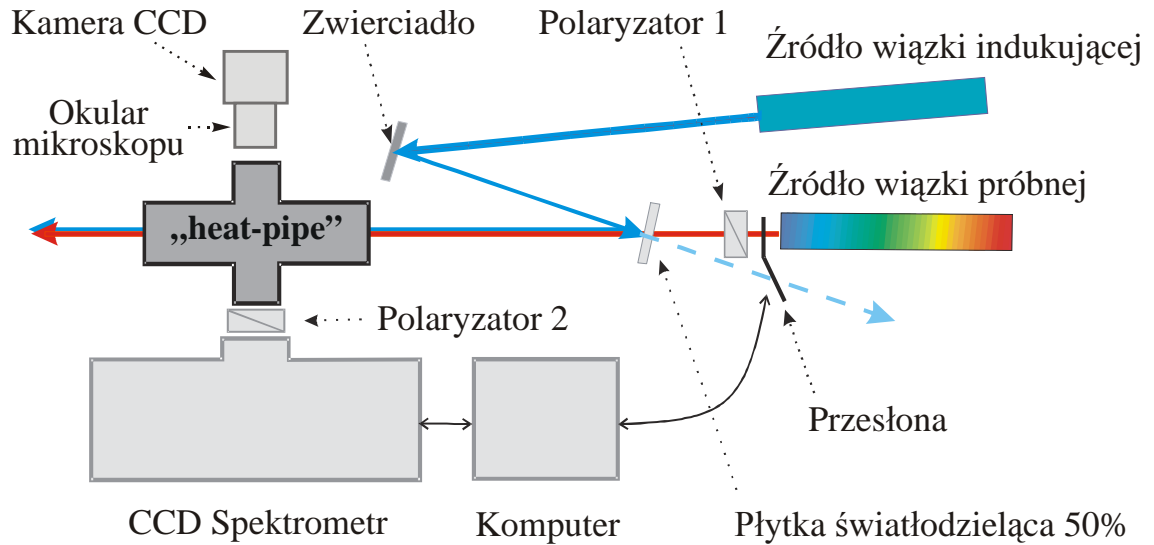 Kamera CCD
Zwierciadło
Polaryzator 1
Źródło wiązki indukującej
Okular
mikroskopu
Źródło wiązki próbnej
„heat-pipe”
Polaryzator 2
Przesłona
CCD Spektrometr
Komputer
Płytka światłodzieląca 50%